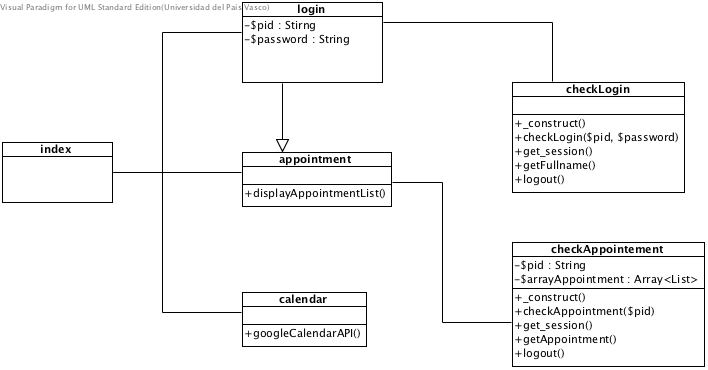 Visual Paradigm for UML Standard Edition(Universidad del Pais Vasco)
login
-$pid : Stirng
-$password : String
checkLogin
+_construct()
+checkLogin($pid, $password)
+get_session()
+getFullname()
+logout()
index
appointment
+displayAppointmentList()
checkAppointement
-$pid : String
-$arrayAppointment : Array<List>
+_construct()
+checkAppointment($pid)
+get_session()
+getAppointment()
+logout()
calendar
+googleCalendarAPI()